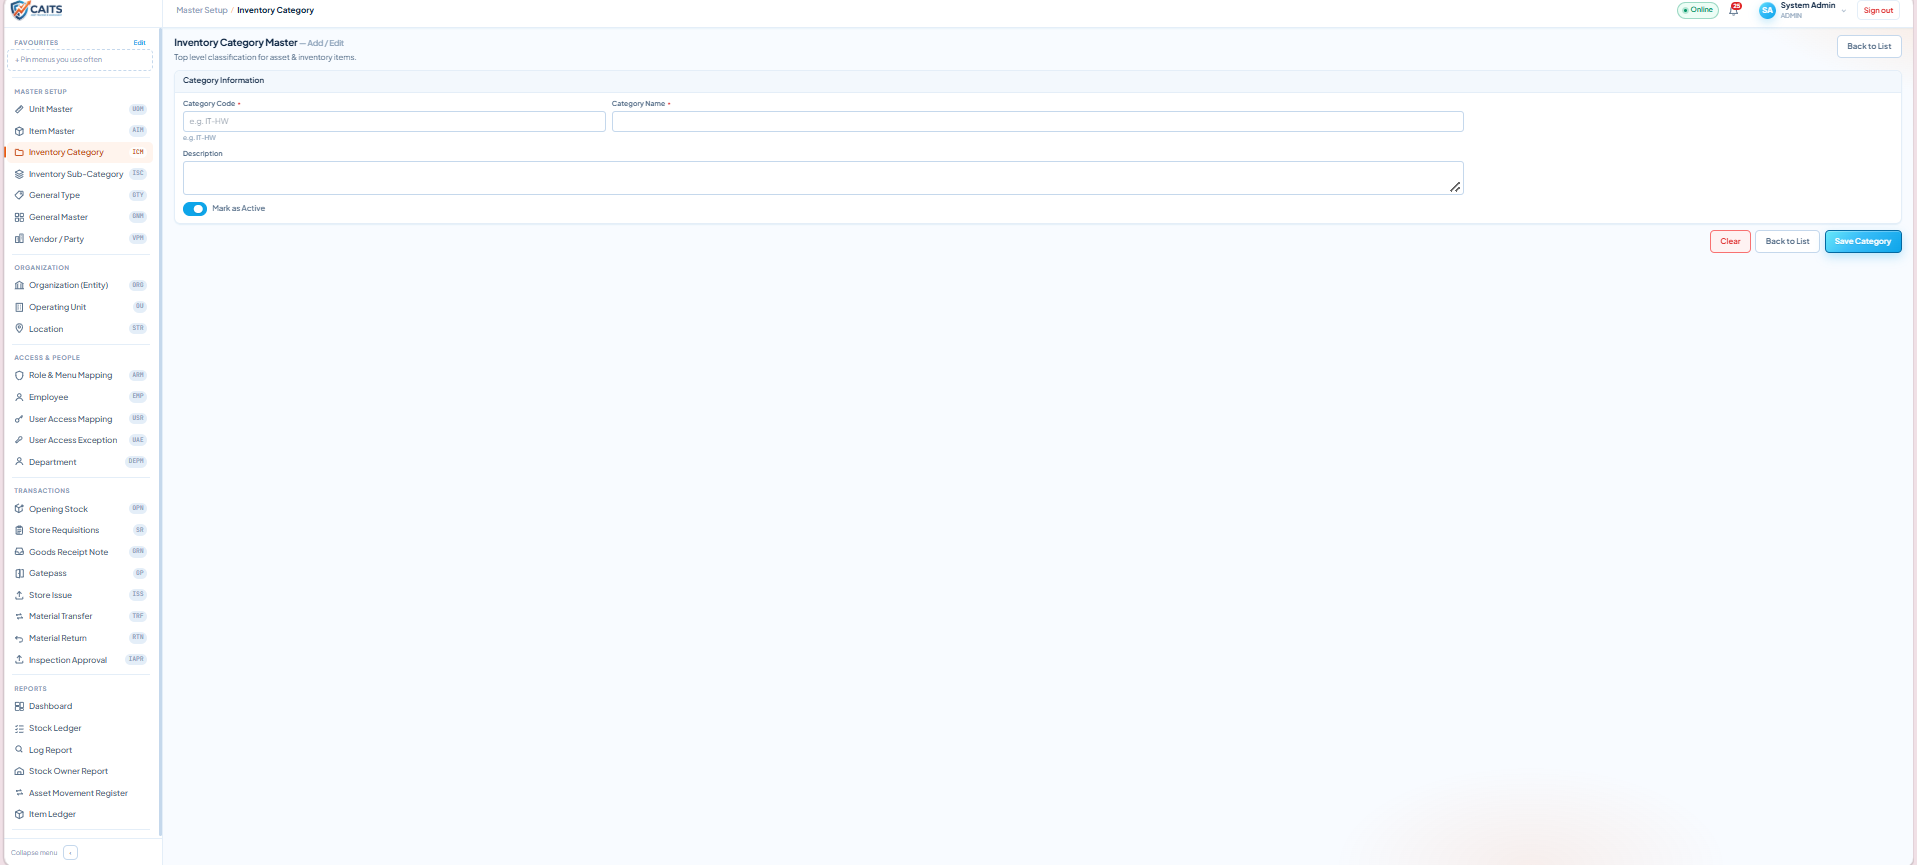 CAITS
Master Setup / Inventory Category
Online
25
SA
System Admin
ADMIN
Sign out
FAVOURITES
Edit
+ Pin menus you use often
MASTER SETUP
Unit Master UOM
Item Master AIM
Inventory Category ICM
Inventory Sub-Category ISC
General Type GTY
General Master GNM
Vendor / Party VPM
ORGANIZATION
Organization (Entity) ORG
Operating Unit OU
Location STR
ACCESS & PEOPLE
Role & Menu Mapping ARM
Employee EMP
User Access Mapping USR
User Access Exception UAE
Department DEPM
TRANSACTIONS
Opening Stock OPN
Store Requisitions SR
Goods Receipt Note GRN
Gatepass GP
Store Issue ISS
Material Transfer TRF
Material Return RTN
Inspection Approval IAPR
REPORTS
Dashboard
Stock Ledger
Log Report
Stock Owner Report
Asset Movement Register
Item Ledger
Collapse menu
Inventory Category Master — Add / Edit
Top level classification for asset & inventory items.
Back to List
Category Information
Category Code *
Category Name *
e.g. IT-HW
e.g. IT-HW
Description
Mark as Active
Clear
Back to List
Save Category